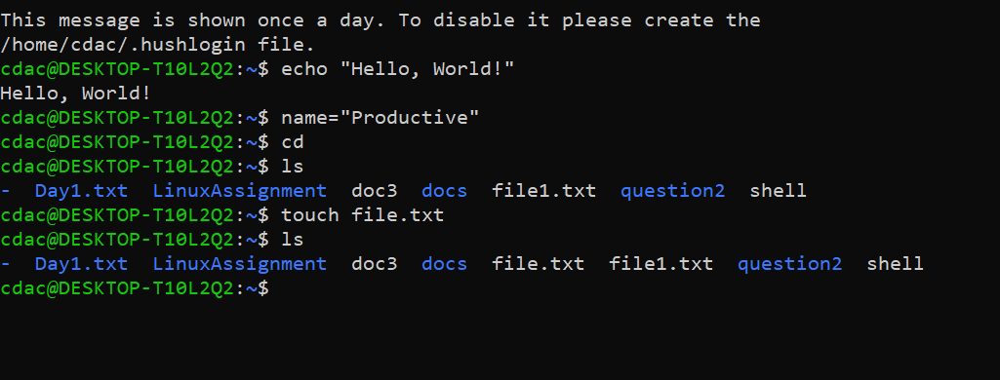 This message is shown once a day. To disable it please create the
/home/cdac/.hushlogin file.
cdac@DESKTOP-T10L2Q2:~$ echo "Hello, World!"
Hello, World!
cdac@DESKTOP-T10L2Q2:~$ name="Productive"
cdac@DESKTOP-T10L2Q2:~$ cd
cdac@DESKTOP-T10L2Q2:~$ ls
-  Day1.txt  LinuxAssignment  doc3  docs  file1.txt  question2  shell
cdac@DESKTOP-T10L2Q2:~$ touch file.txt
cdac@DESKTOP-T10L2Q2:~$ ls
-  Day1.txt  LinuxAssignment  doc3  docs  file.txt  file1.txt  question2  shell
cdac@DESKTOP-T10L2Q2:~$